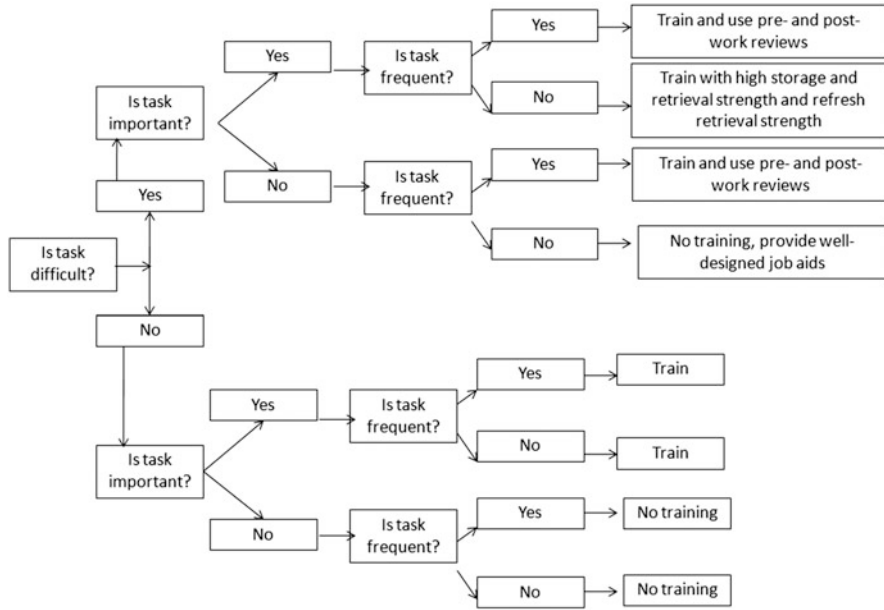 Yes
Is task
frequent?
Yes
Train and use pre- and post-
work reviews
No
Train with high storage and
retrieval strength and refresh
retrieval strength
Is task
important?
No
Is task
frequent?
Yes
Train and use pre- and post-
work reviews
No
No training, provide well-
designed job aids
Yes
Is task
difficult?
No
Is task
important?
Yes
Is task
frequent?
Yes
Train
No
Train
No
Is task
frequent?
Yes
No training
No
No training